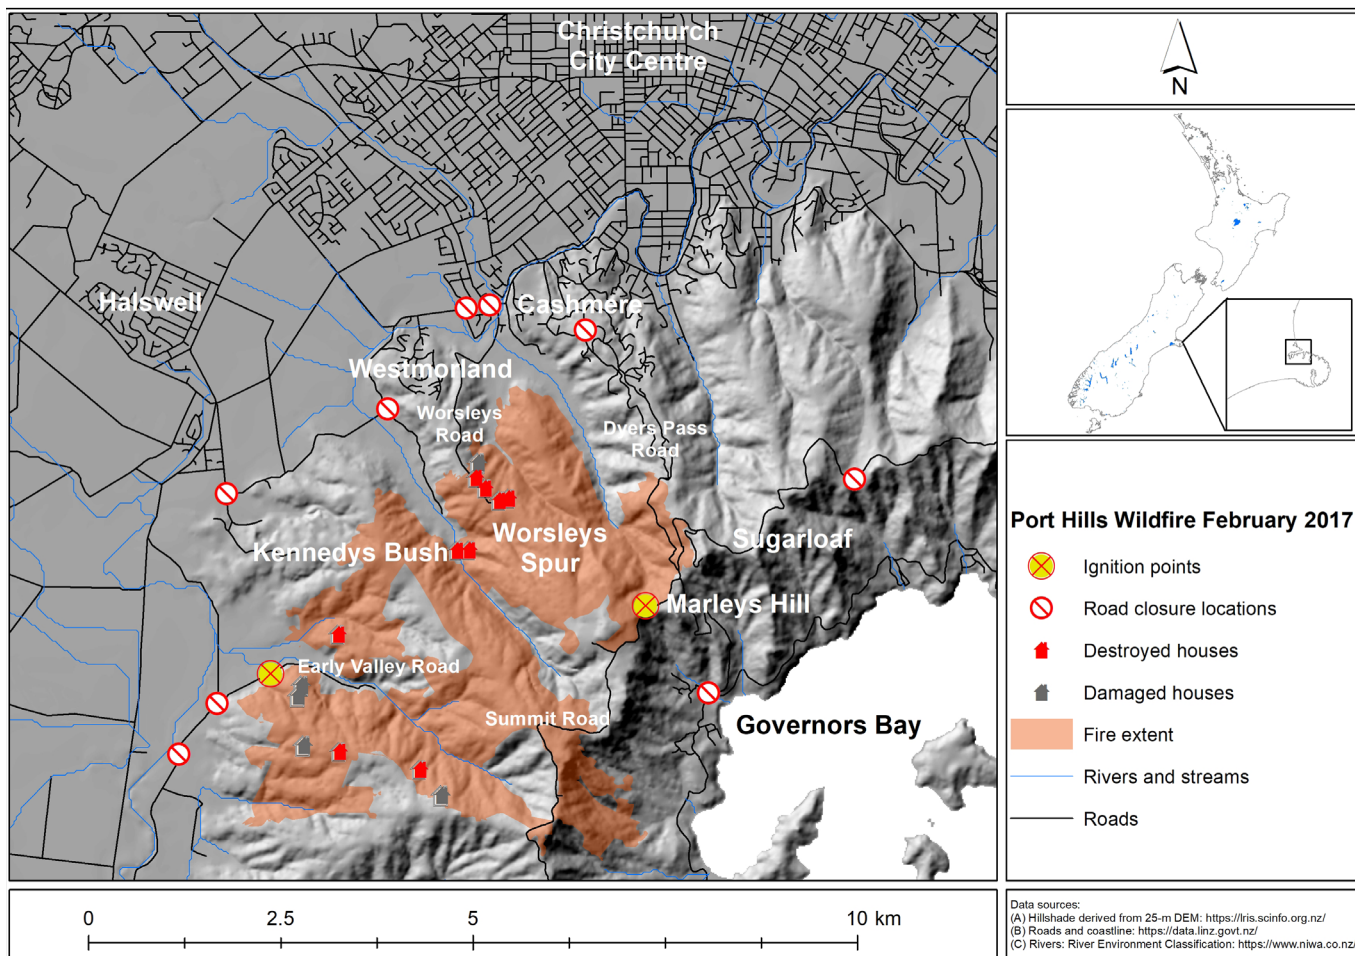 Christchurch
City Centre
Halswell
Cashmere
Westmorland
Worsleys
Road
Dyers Pass
Road
Kennedys Bush
Worsleys
Spur
Sugarloaf
Marleys Hill
Early Valley Road
Summit Road
Governors Bay
0 2.5 5 10 km
N
Port Hills Wildfire February 2017
Ignition points
Road closure locations
Destroyed houses
Damaged houses
Fire extent
Rivers and streams
Roads
Data sources:
(A) Hillshade derived from 25-m DEM: https://lris.scinfo.org.nz/
(B) Roads and coastline: https://data.linz.govt.nz/
(C) Rivers: River Environment Classification: https://www.niwa.co.nz/